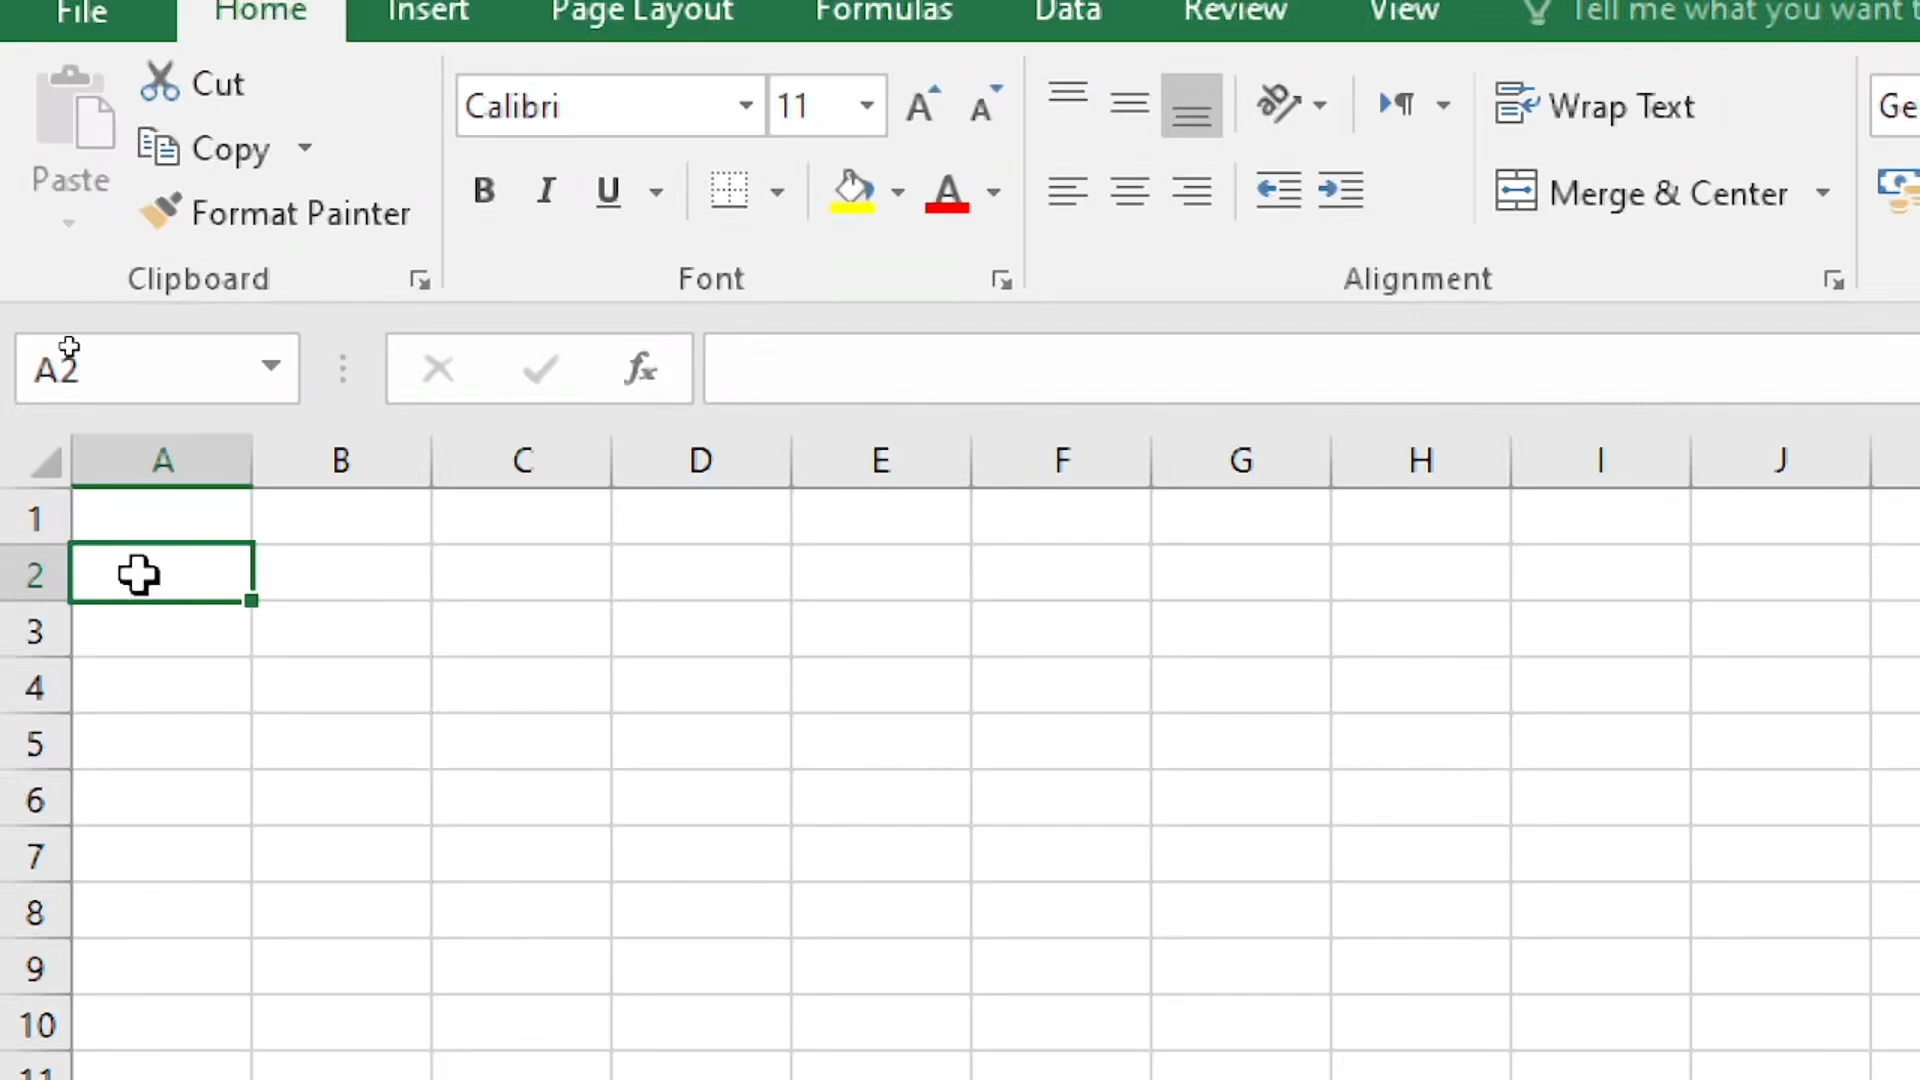 File Home Insert Page Layout Formulas Data Review View Tell me what you want
Cut
Copy
Format Painter
Paste
Calibri 11
B I U
Wrap Text
Merge & Center
Ge
Clipboard Font Alignment
A2 fx
A B C D E F G H I J
1
2
3
4
5
6
7
8
9
10
11